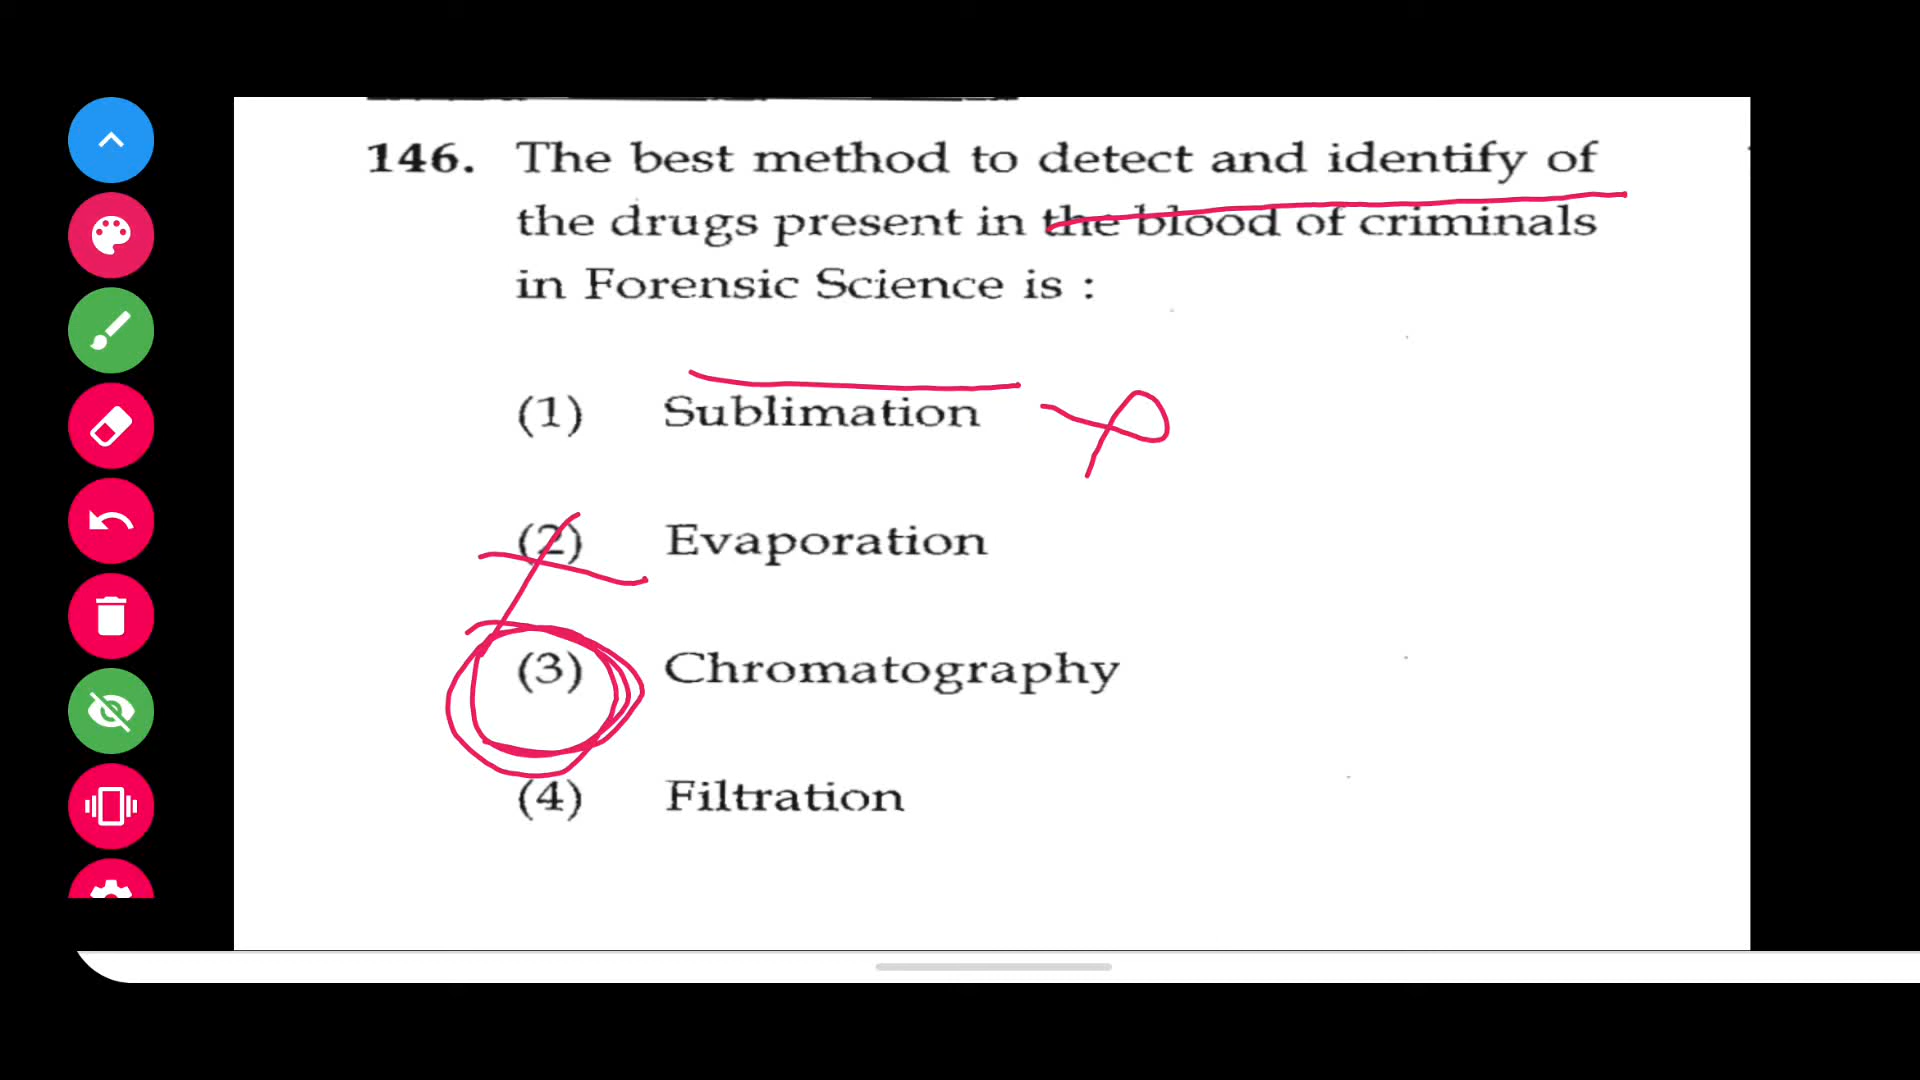 146. The best method to detect and identify of
the drugs present in the blood of criminals
in Forensic Science is :
(1) Sublimation
(2) Evaporation
(3) Chromatography
(4) Filtration